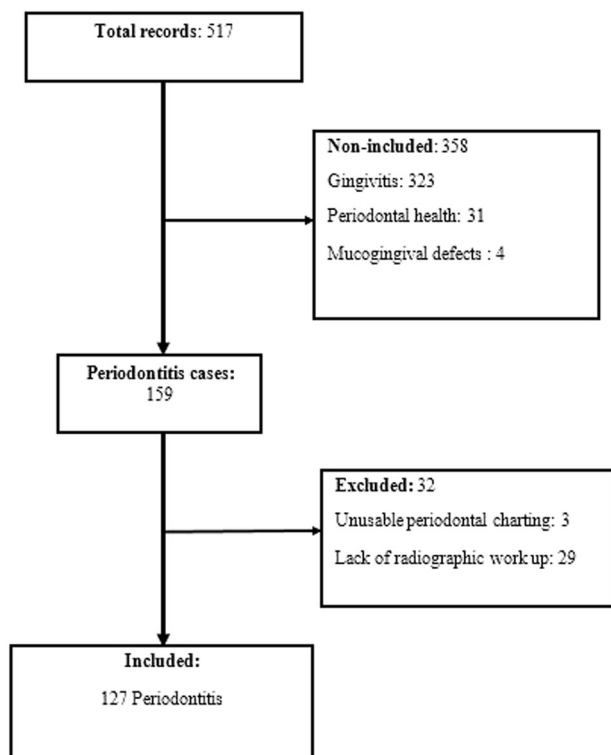 Total records: 517
Non-included: 358
Gingivitis: 323
Periodontal health: 31
Mucogingival defects : 4
Periodontitis cases:
159
Excluded: 32
Unusable periodontal charting: 3
Lack of radiographic work up: 29
Included:
127 Periodontitis